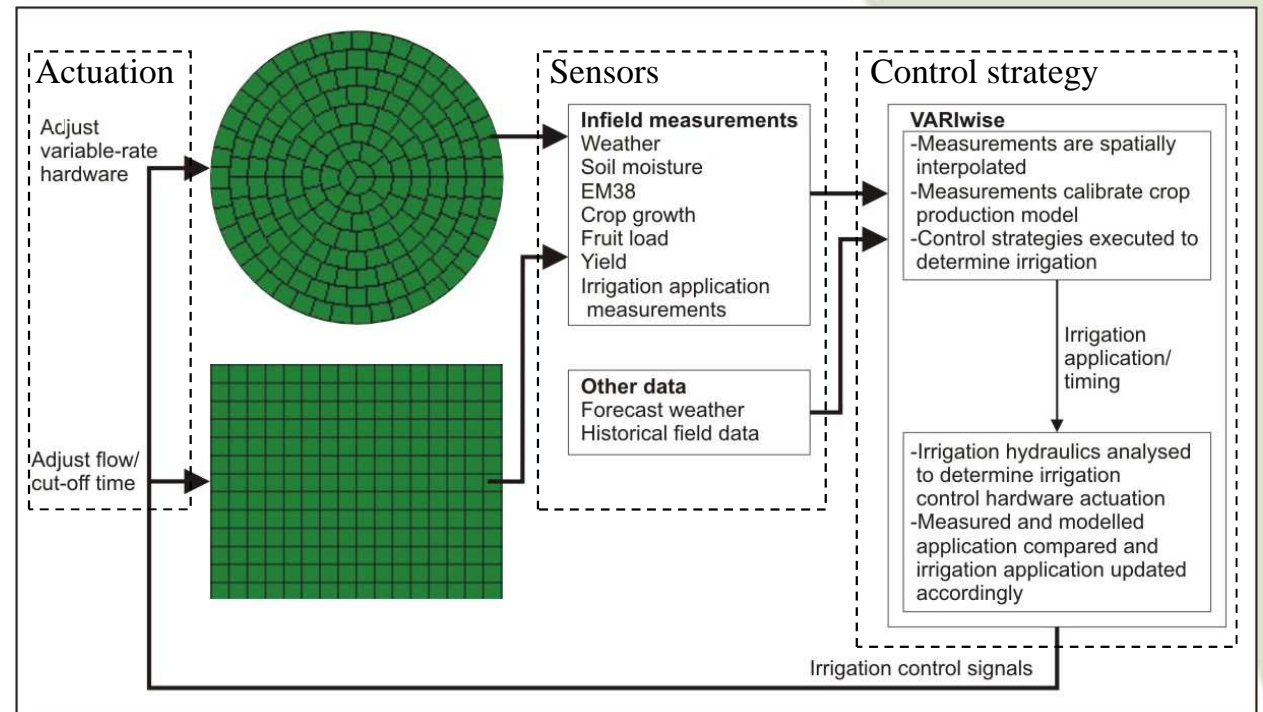 Actuation
Adjust
variable-rate
hardware
Adjust flow/
cut-off time
Sensors
Infield measurements
Weather
Soil moisture
EM38
Crop growth
Fruit load
Yield
Irrigation application
measurements
Other data
Forecast weather
Historical field data
Control strategy
VARIwise
-Measurements are spatially
interpolated
-Measurements calibrate crop
production model
-Control strategies executed to
determine irrigation
Irrigation
application/
timing
-Irrigation hydraulics analysed
to determine irrigation
control hardware actuation
-Measured and modelled
application compared and
irrigation application updated
accordingly
Irrigation control signals